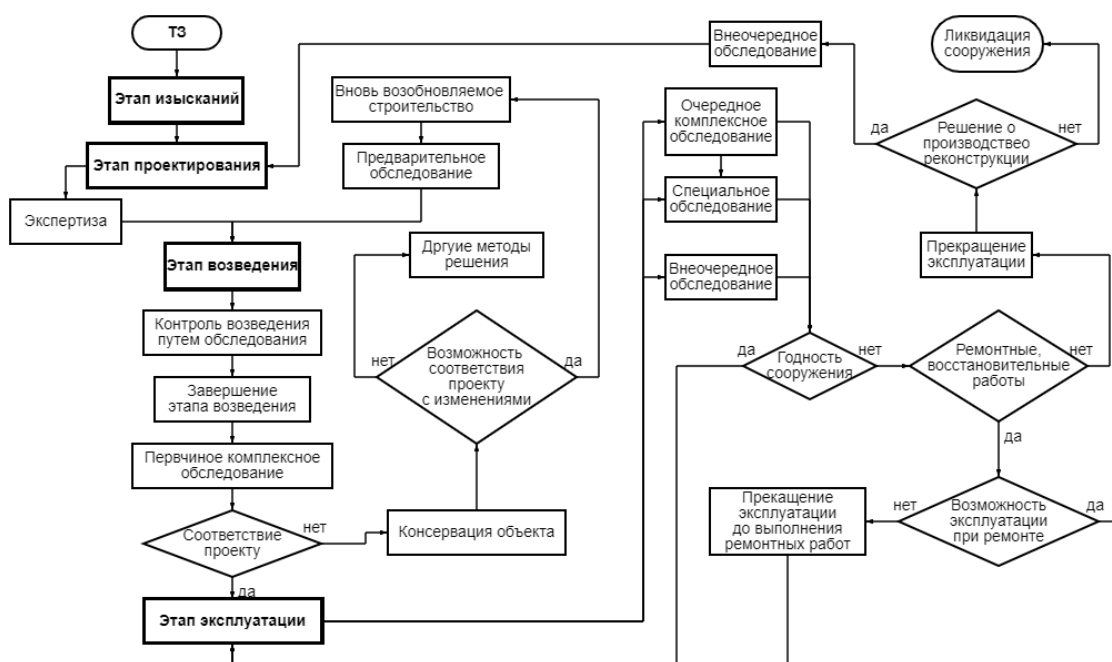 ТЗ
Этап изысканий
Этап проектирования
Экспертиза
Вновь возобновляемое
строительство
Предварительное
обследование
Этап возведения
Контроль возведения
путем обследования
Завершение
этапа возведения
Первчиное комплексное
обследование
Соответствие
проекту
нет
да
Этап эксплуатации
Консервация объекта
Возможность
соответствия
проекту
с изменениями
нет
да
Дргуие методы
решения
Внеочередное
обследование
Очередное
комплексное
обследование
Специальное
обследование
Внеочередное
обследование
Годность
сооружения
да
нет
Ремонтные,
восстановительные
работы
нет
да
Прекращение
эксплуатации
Решение о
производствео
реконструкции
да
нет
Ликвидация
сооружения
Возможность
эксплуатации
при ремонте
нет
да
Прекащение
эксплуатации
до выполнения
ремонтных работ